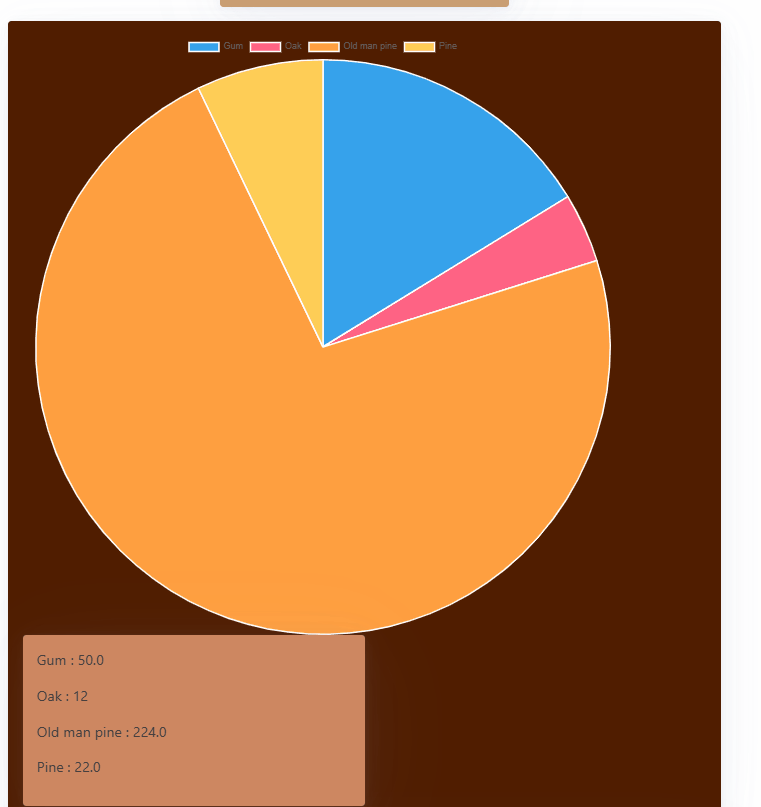 Gum Oak Old man pine Pine
Gum : 50.0
Oak : 12
Old man pine : 224.0
Pine : 22.0